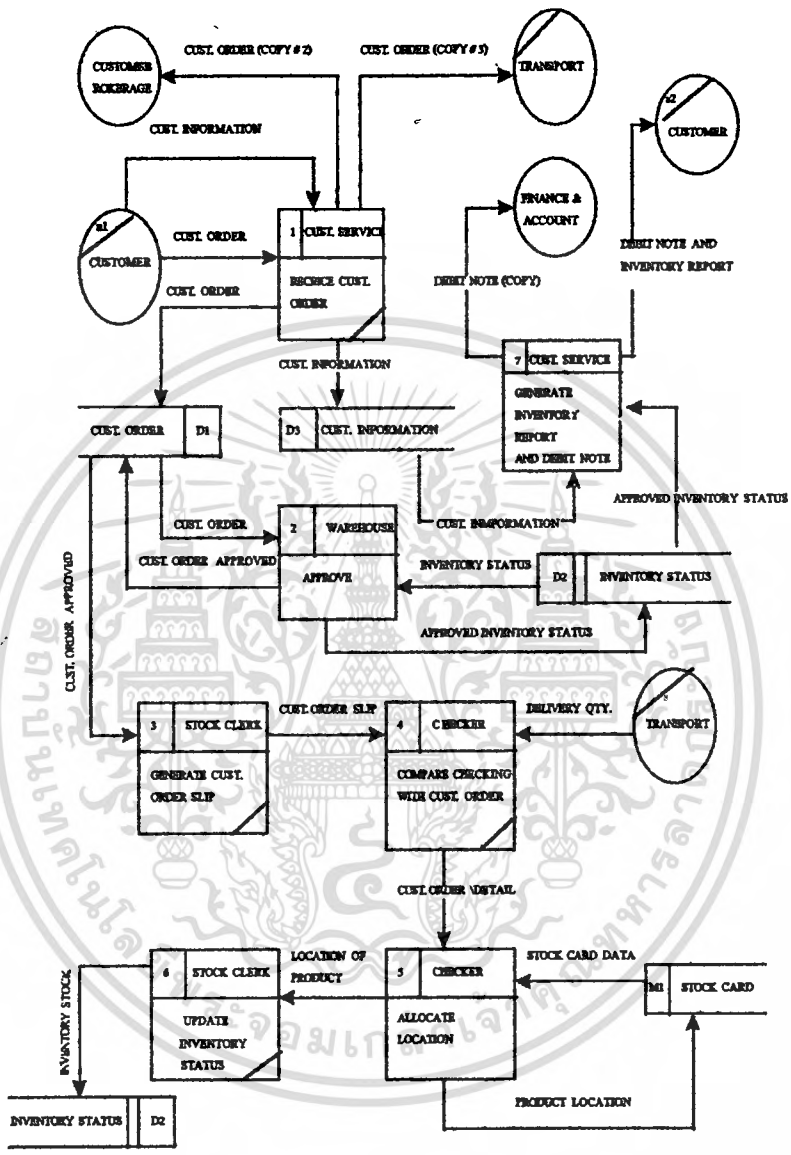 CUST. ORDER (COPY # 2)
CUST. ORDER (COPY # 3)
CUSTOMER
ROKERAGE
TRANSPORT
CUST. INFORMATION
a2
CUSTOMER
FINANCE &
ACCOUNT
a1
CUSTOMER
CUST. ORDER
CUST. ORDER
1 CUST. SERVICE
RECRICE CUST.
ORDER
DEBIT NOTE AND
INVENTORY REPORT
DEBIT NOTE (COPY)
CUST. INFORMATION
7 CUST. SERVICE
GENERATE
INVENTORY
REPORT
AND DEBIT NOTE
CUST. ORDER D1
D3 CUST. INFORMATION
APPROVED INVENTORY STATUS
CUST. ORDER
CUST. INMFORMATION
2 WAREHOUSE
APPROVE
CUST. ORDER APPROVED
INVENTORY STATUS
D2 INVENTORY STATUS
APPROVED INVENTORY STATUS
CUST. ORDER APPROVED
3 STOCK CLERK
GENERATE CUST.
ORDER SLIP
CUST.ORDER SLIP
4 CHECKER
COMPARE CHECKING
WITH CUST. ORDER
DELIVERY QTY.
TRANSPORT
CUST.ORDER \DETAIL
6 STOCK CLERK
UPDATE
INVENTORY
STATUS
LOCATION OF
PRODUCT
5 CHECKER
ALLOCATE
LOCATION
STOCK CARD DATA
M1 STOCK CARD
PRODUCT LOCATION
INVENTORY STOCK
INVENTORY STATUS D2